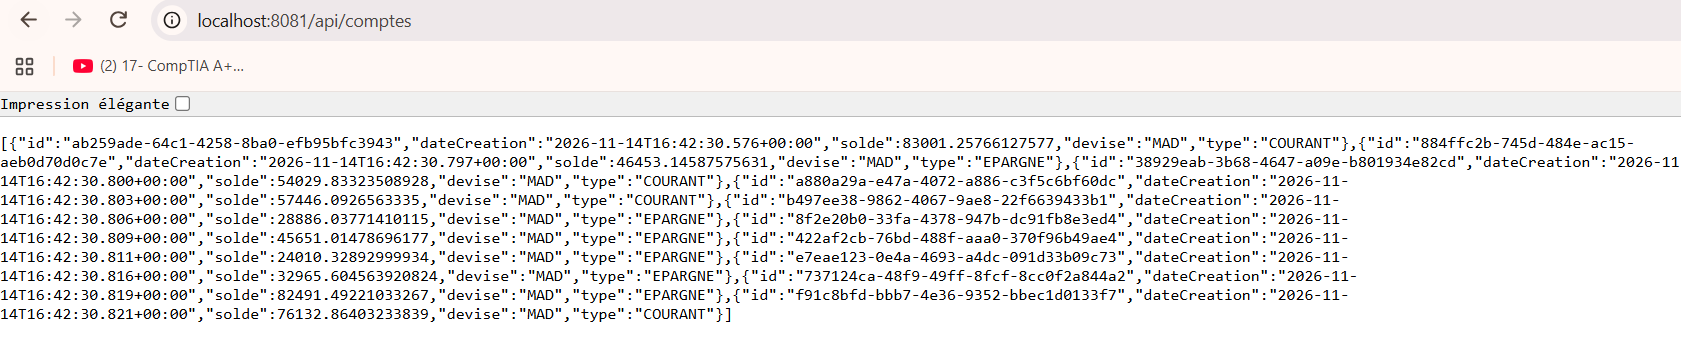 localhost:8081/api/comptes
(2) 17- CompTIA A+...
Impression élégante
[{"id":"ab259ade-64c1-4258-8ba0-efb95bfc3943","dateCreation":"2026-11-14T16:42:30.576+00:00","solde":83001.25766127577,"devise":"MAD","type":"COURANT"},{"id":"884ffc2b-745d-484e-ac15-
aeb0d70d0c7e","dateCreation":"2026-11-14T16:42:30.797+00:00","solde":46453.14587575631,"devise":"MAD","type":"EPARGNE"},{"id":"38929eab-3b68-4647-a09e-b801934e82cd","dateCreation":"2026-11-
14T16:42:30.800+00:00","solde":54029.83323508928,"devise":"MAD","type":"COURANT"},{"id":"a880a29a-e47a-4072-a886-c3f5c6bf60dc","dateCreation":"2026-11-
14T16:42:30.803+00:00","solde":57446.0926563335,"devise":"MAD","type":"COURANT"},{"id":"b497ee38-9862-4067-9ae8-22f6639433b1","dateCreation":"2026-11-
14T16:42:30.806+00:00","solde":28886.03771410115,"devise":"MAD","type":"EPARGNE"},{"id":"8f2e20b0-33fa-4378-947b-dc91fb8e3ed4","dateCreation":"2026-11-
14T16:42:30.809+00:00","solde":45651.01478696177,"devise":"MAD","type":"EPARGNE"},{"id":"422af2cb-76bd-488f-aaa0-370f96b49ae4","dateCreation":"2026-11-
14T16:42:30.811+00:00","solde":24010.32892999934,"devise":"MAD","type":"EPARGNE"},{"id":"e7eae123-0e4a-4693-a4dc-091d33b09c73","dateCreation":"2026-11-
14T16:42:30.816+00:00","solde":32965.604563920824,"devise":"MAD","type":"EPARGNE"},{"id":"737124ca-48f9-49ff-8fcf-8cc0f2a844a2","dateCreation":"2026-11-
14T16:42:30.819+00:00","solde":82491.49221033267,"devise":"MAD","type":"EPARGNE"},{"id":"f91c8bfd-bbb7-4e36-9352-bbec1d0133f7","dateCreation":"2026-11-
14T16:42:30.821+00:00","solde":76132.86403233839,"devise":"MAD","type":"COURANT"}]